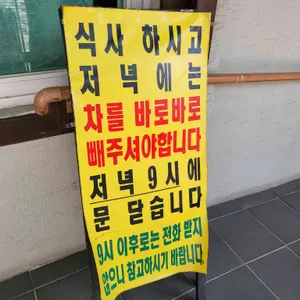 식사 하시고
저녁에는
차를 바로바로
빼주셔야합니다
저녁 9시에
문 닫습니다
9시 이후로는 전화 받지
않으니 참고하시기 바랍니다